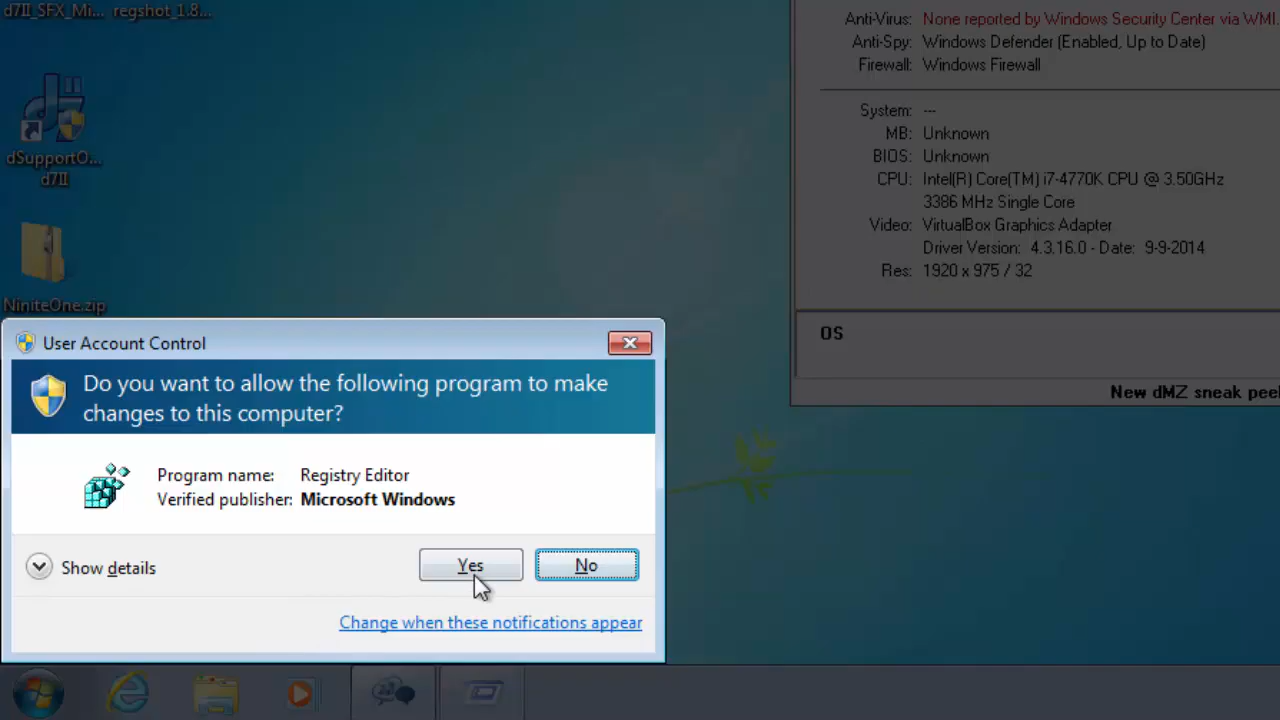 d7II_SFX_Mi... regshot_1.8...
dSupportO...
d7II
NiniteOne.zip
Anti-Virus: None reported by Windows Security Center via WMI.
Anti-Spy: Windows Defender (Enabled, Up to Date)
Firewall: Windows Firewall
System: ---
MB: Unknown
BIOS: Unknown
CPU: Intel(R) Core(TM) i7-4770K CPU @ 3.50GHz
3386 MHz Single Core
Video: VirtualBox Graphics Adapter
Driver Version: 4.3.16.0 - Date: 9-9-2014
Res: 1920 x 975 / 32
OS
New dMZ sneak peel
User Account Control
Do you want to allow the following program to make
changes to this computer?
Program name: Registry Editor
Verified publisher: Microsoft Windows
Show details
Yes
No
Change when these notifications appear